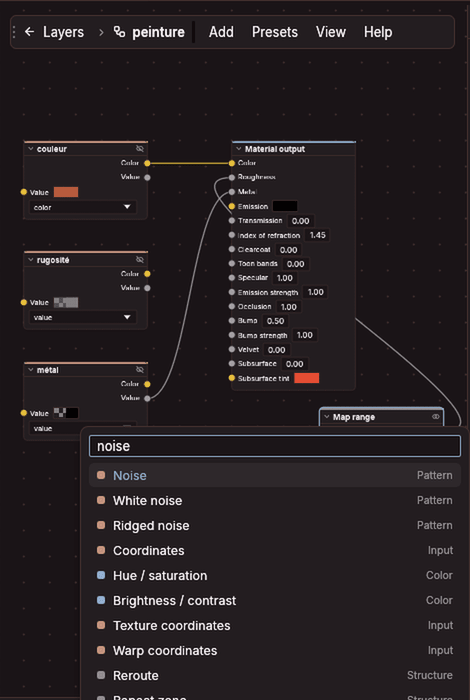 Layers > peinture Add Presets View Help
couleur
Color
Value
Value
color
Material output
Color
Roughness
Metal
Emission
Transmission 0.00
Index of refraction 1.45
Clearcoat 0.00
Toon bands 0.00
Specular 1.00
Emission strength 1.00
Occlusion 1.00
Bump 0.50
Bump strength 1.00
Velvet 0.00
Subsurface 0.00
Subsurface tint
rugosité
Color
Value
Value
value
métal
Color
Value
Value
value
Map range
noise
Noise Pattern
White noise Pattern
Ridged noise Pattern
Coordinates Input
Hue / saturation Color
Brightness / contrast Color
Texture coordinates Input
Warp coordinates Input
Reroute Structure
Repeat zone Structure